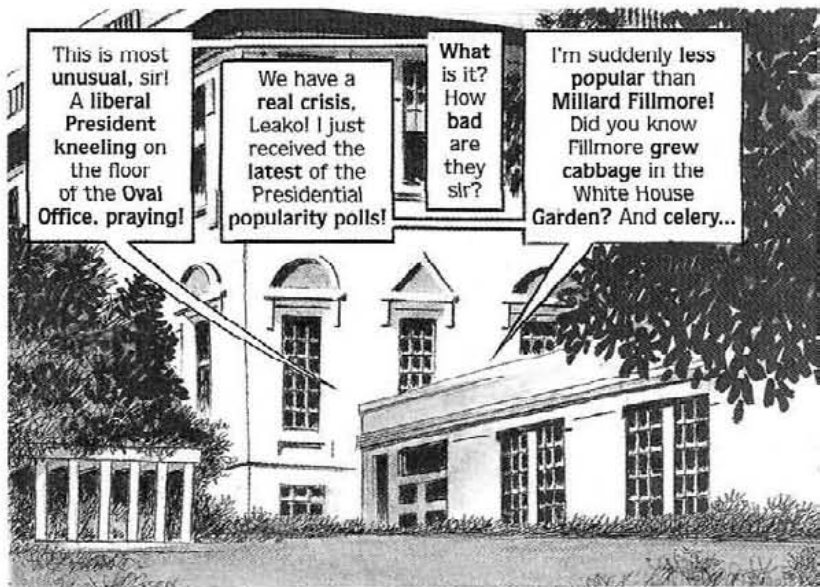 This is most
unusual, sir!
A liberal
President
kneeling on
the floor
of the Oval
Office, praying!
We have a
real crisis,
Leako! I just
received the
latest of the
Presidential
popularity polls!
What
is it?
How
bad
are
they
sir?
I'm suddenly less
popular than
Millard Fillmore!
Did you know
Fillmore grew
cabbage in the
White House
Garden? And celery...